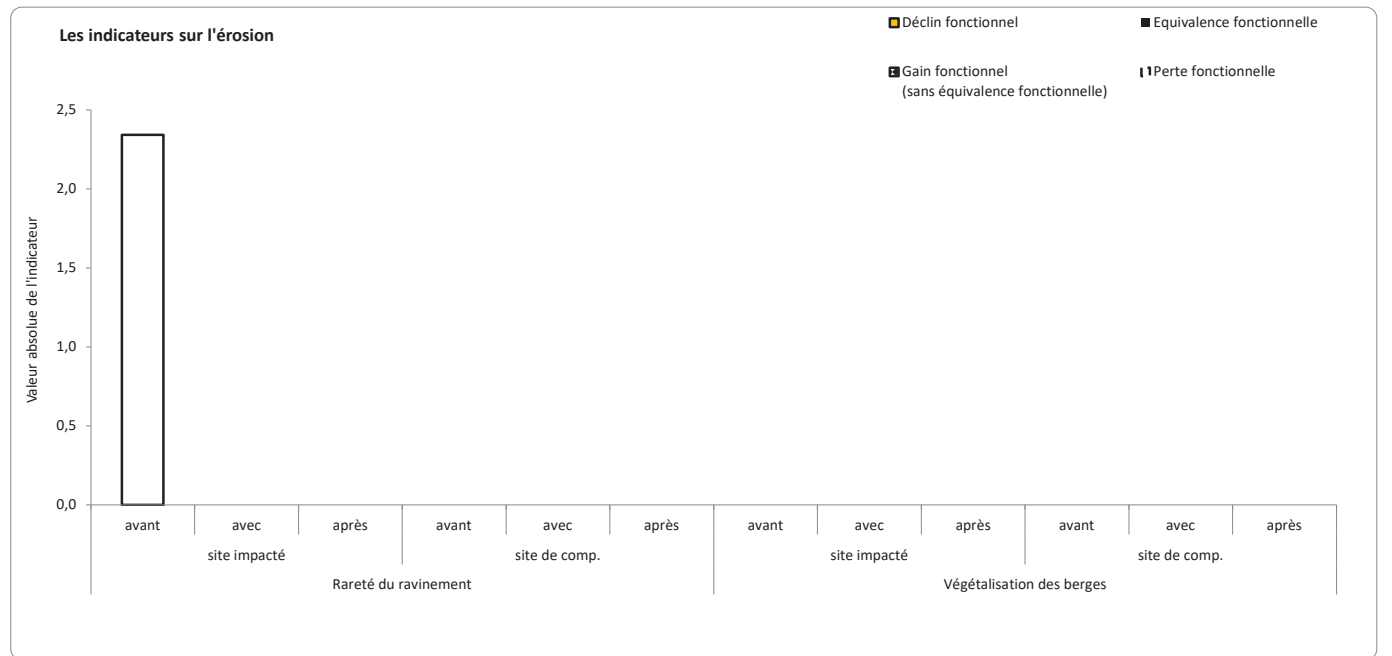 Les indicateurs sur l'érosion
Déclin fonctionnel
Equivalence fonctionnelle
Gain fonctionnel
(sans équivalence fonctionnelle)
Perte fonctionnelle
Valeur absolue de l'indicateur
2,5
2,0
1,5
1,0
0,5
0,0
avant avec après avant avec après avant avec après avant avec après
site impacté site de comp. site impacté site de comp.
Rareté du ravinement Végétalisation des berges